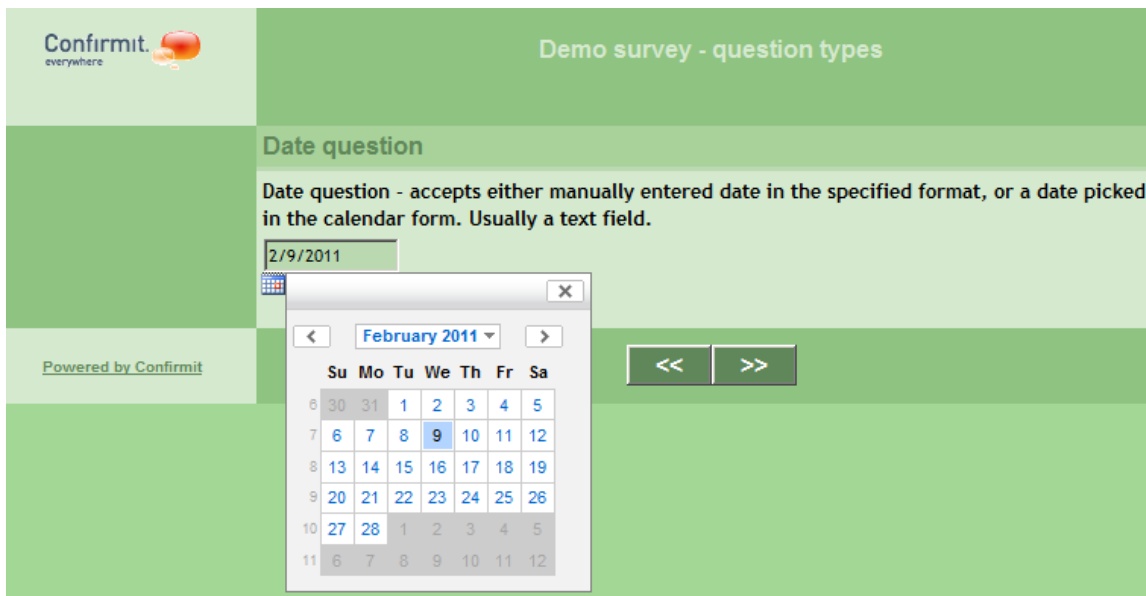 Confirmit.
everywhere
Demo survey - question types
Date question
Date question - accepts either manually entered date in the specified format, or a date picked
in the calendar form. Usually a text field.
2/9/2011
×
< February 2011 >
Su Mo Tu We Th Fr Sa
6 30 31 1 2 3 4 5
7 6 7 8 9 10 11 12
8 13 14 15 16 17 18 19
9 20 21 22 23 24 25 26
10 27 28 1 2 3 4 5
11 6 7 8 9 10 11 12
Powered by Confirmit
<< >>